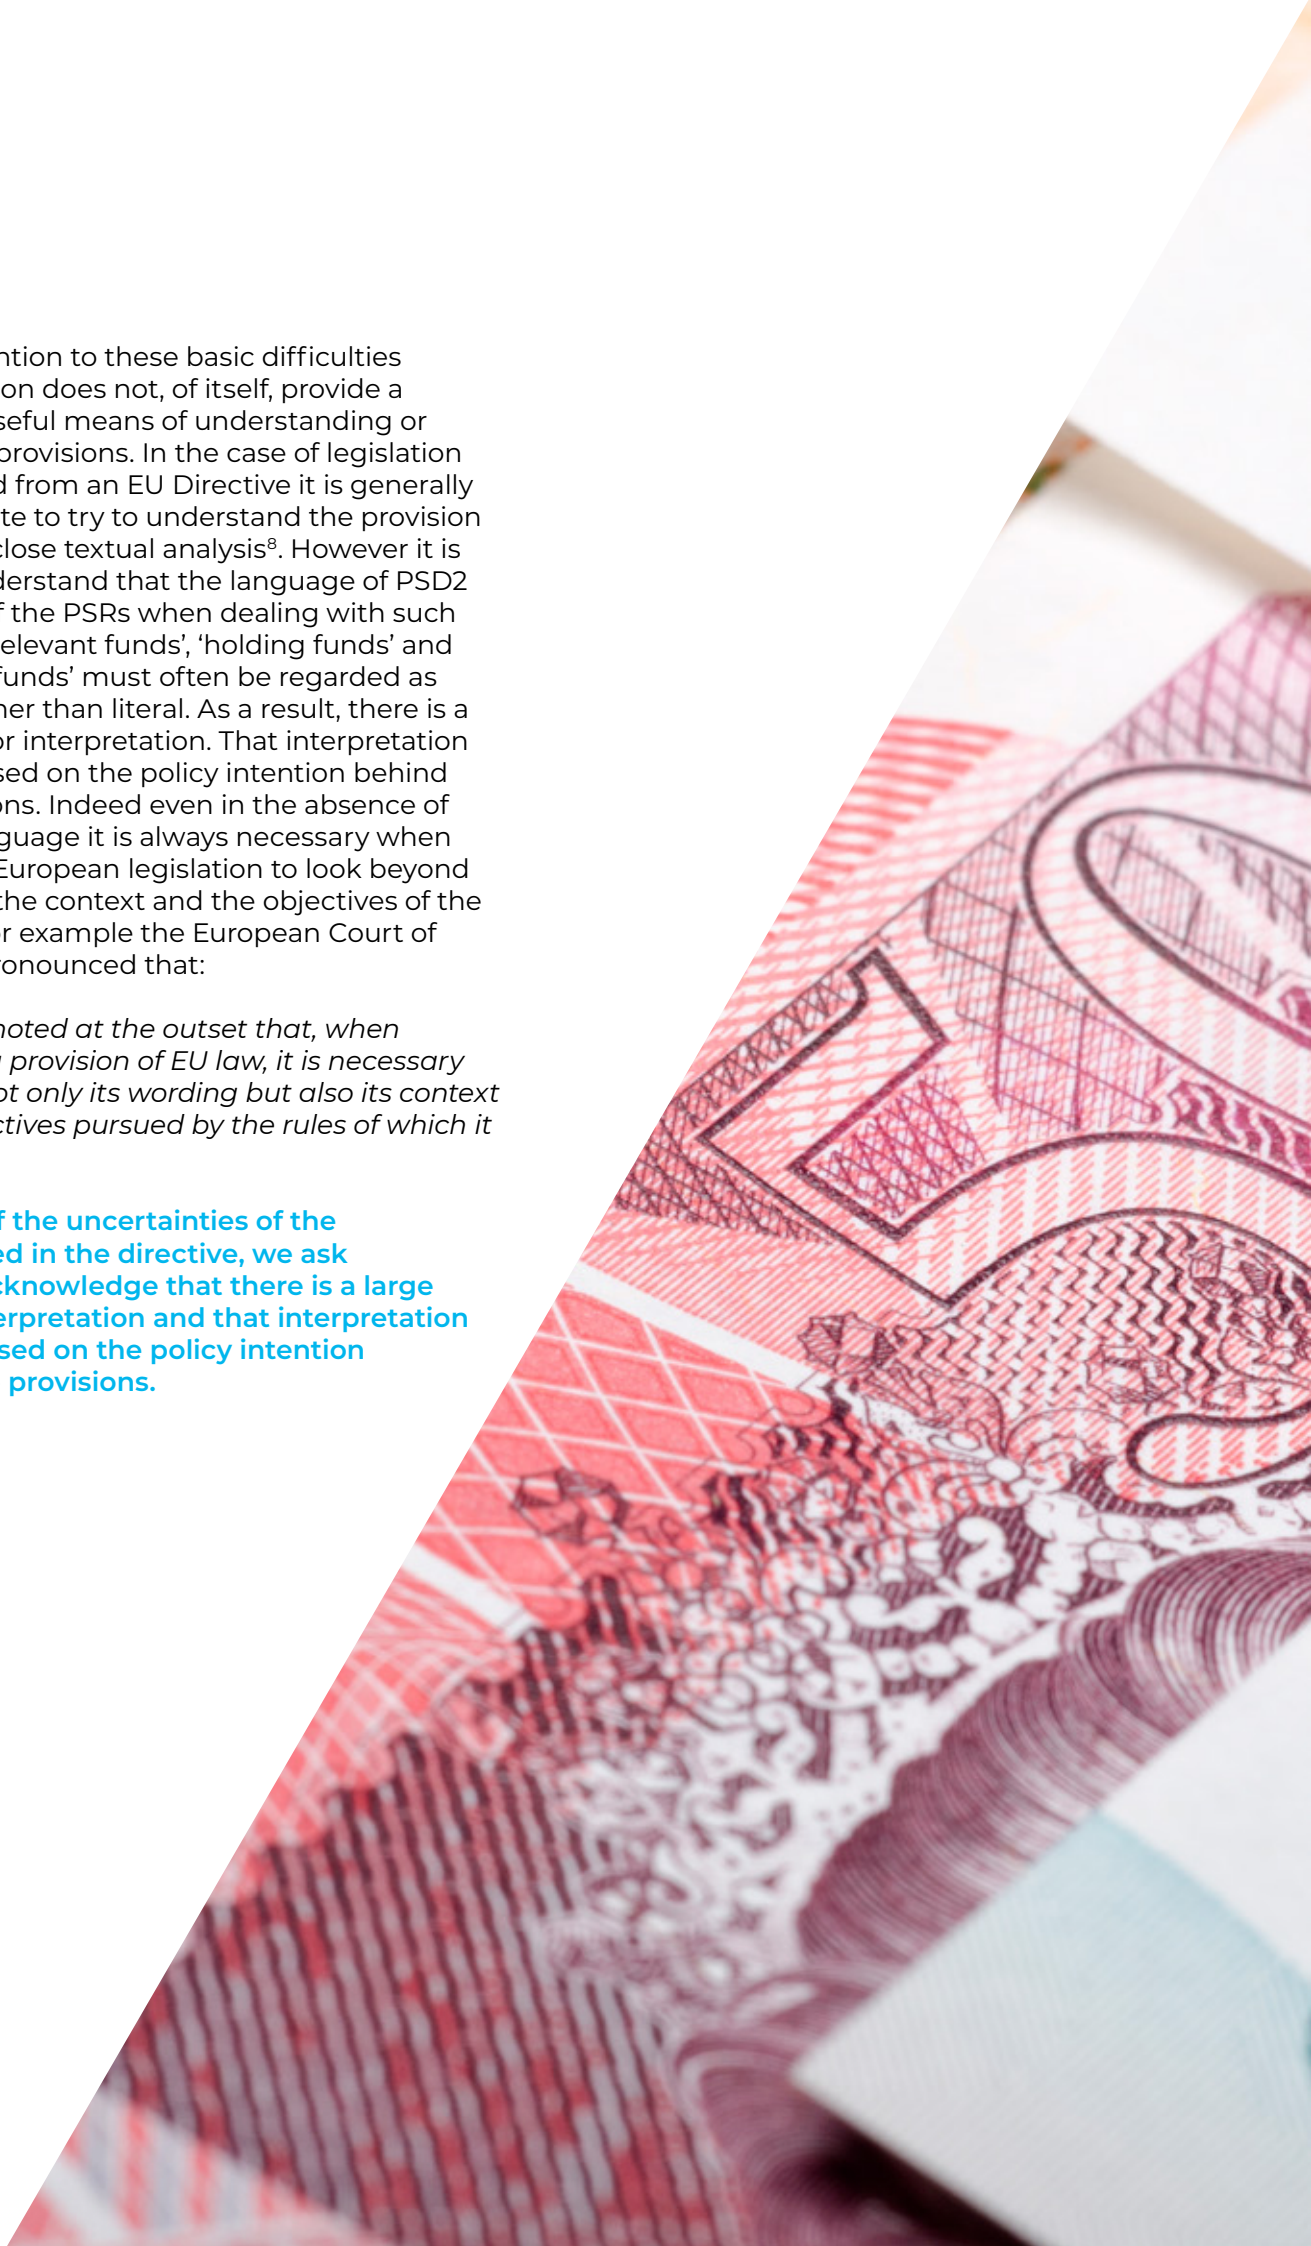 ntion to these basic difficulties
on does not, of itself, provide a
seful means of understanding or
provisions. In the case of legislation
d from an EU Directive it is generally
te to try to understand the provision
close textual analysis⁸. However it is
derstand that the language of PSD2
f the PSRs when dealing with such
elevant funds’, ‘holding funds’ and
funds’ must often be regarded as
her than literal. As a result, there is a
or interpretation. That interpretation
sed on the policy intention behind
ons. Indeed even in the absence of
guage it is always necessary when
European legislation to look beyond
the context and the objectives of the
or example the European Court of
ronounced that:
noted at the outset that, when
a provision of EU law, it is necessary
ot only its wording but also its context
ctives pursued by the rules of which it
f the uncertainties of the
ed in the directive, we ask
cknowledge that there is a large
erpretation and that interpretation
sed on the policy intention
provisions.
50